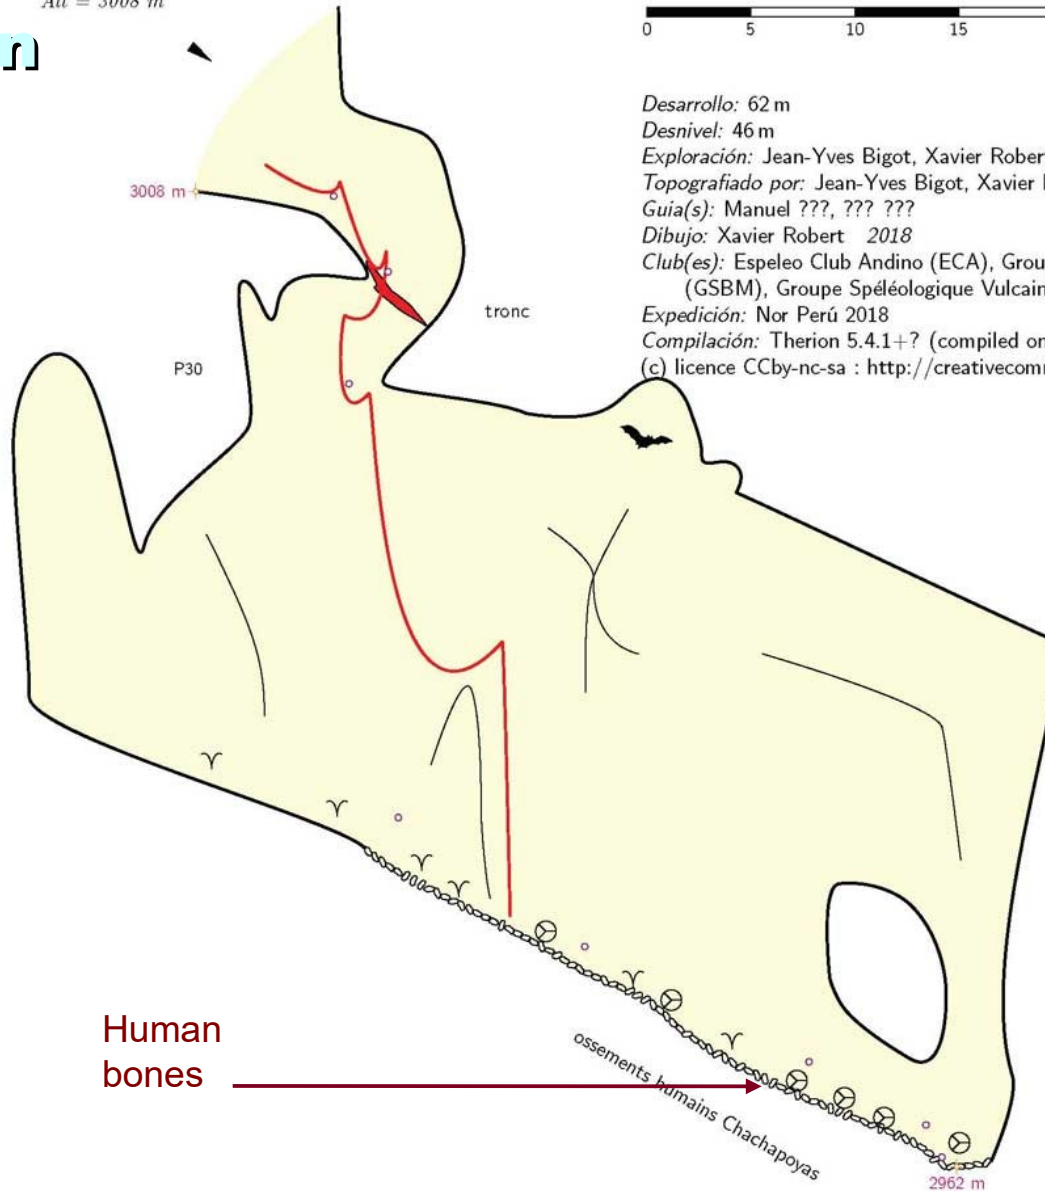 Alt = 3008 m
n
0 5 10 15
Desarrollo: 62 m
Desnivel: 46 m
Exploración: Jean-Yves Bigot, Xavier Rober
Topografiado por: Jean-Yves Bigot, Xavier
Guia(s): Manuel ???, ??? ???
Dibujo: Xavier Robert 2018
Club(es): Espeleo Club Andino (ECA), Grou
(GSBM), Groupe Spéléologique Vulcain
Expedición: Nor Perú 2018
Compilación: Therion 5.4.1+? (compiled on
(c) licence CCby-nc-sa : http://creativecom
3008 m
tronc
P30
Human
bones
ossements humains Chachapoyas
2962 m